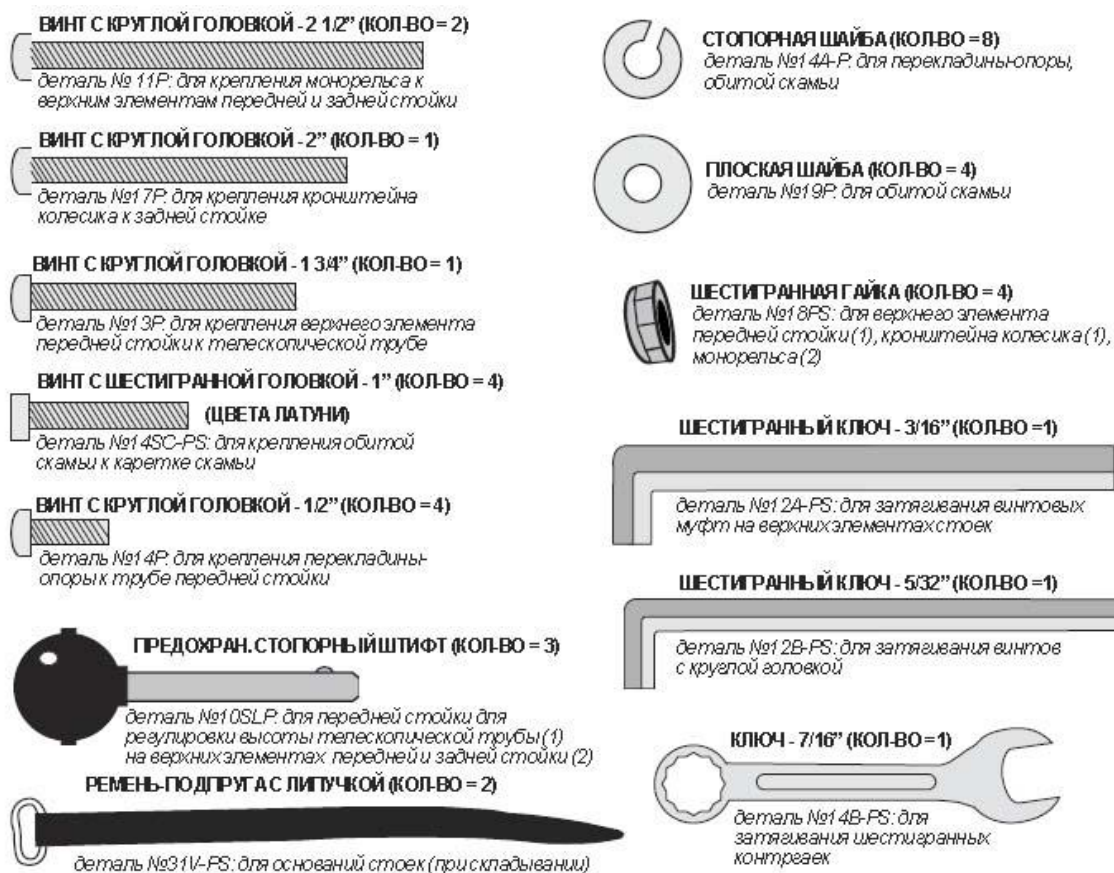 ВИНТ С КРУГЛОЙ ГОЛОВКОЙ - 2 1/2” (КОЛ-ВО = 2)
деталь № 11P: для крепления монорельса к
верхним элементам передней и задней стойки
ВИНТ С КРУГЛОЙ ГОЛОВКОЙ - 2” (КОЛ-ВО = 1)
деталь №17P: для крепления кронштейна
колесика к задней стойке
ВИНТ С КРУГЛОЙ ГОЛОВКОЙ - 1 3/4” (КОЛ-ВО = 1)
деталь №13P: для крепления верхнего элемента
передней стойки к телескопической трубе
ВИНТ С ШЕСТИГРАННОЙ ГОЛОВКОЙ - 1” (КОЛ-ВО = 4)
(ЦВЕТА ЛАТУНИ)
деталь №14SC-PS: для крепления обитой
скамьи к каретке скамьи
ВИНТ С КРУГЛОЙ ГОЛОВКОЙ - 1/2” (КОЛ-ВО = 4)
деталь №14P: для крепления перекладины-
опоры к трубе передней стойки
ПРЕДОХРАН. СТОПОРНЫЙ ШТИФТ (КОЛ-ВО = 3)
деталь №10SLP: для передней стойки для
регулировки высоты телескопической трубы (1)
на верхних элементах передней и задней стойки (2)
РЕМЕНЬ-ПОДПРУГА С ЛИПУЧКОЙ (КОЛ-ВО = 2)
деталь №31V-PS: для оснований стоек (при складывании)
СТОПОРНАЯ ШАЙБА (КОЛ-ВО = 8)
деталь №14A-P: для перекладины-опоры,
обитой скамьи
ПЛОСКАЯ ШАЙБА (КОЛ-ВО = 4)
деталь №19P: для обитой скамьи
ШЕСТИГРАННАЯ ГАЙКА (КОЛ-ВО = 4)
деталь №18PS: для верхнего элемента
передней стойки (1), кронштейна колесика (1),
монорельса (2)
ШЕСТИГРАННЫЙ КЛЮЧ - 3/16” (КОЛ-ВО =1)
деталь №12A-PS: для затягивания винтовых
муфт на верхних элементах стоек
ШЕСТИГРАННЫЙ КЛЮЧ - 5/32” (КОЛ-ВО =1)
деталь №12B-PS: для затягивания винтов
с круглой головкой
КЛЮЧ - 7/16” (КОЛ-ВО = 1)
деталь №14B-PS: для
затягивания шестигранных
контргаек